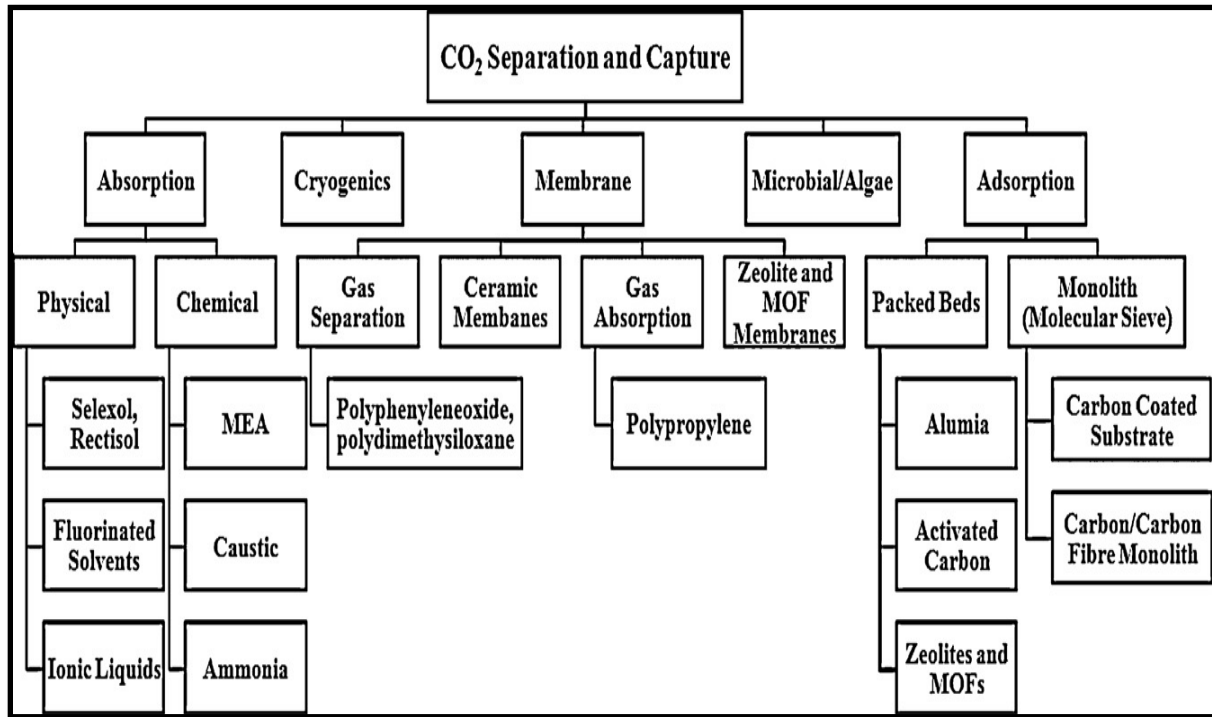 CO₂ Separation and Capture
Absorption
Cryogenics
Membrane
Microbial/Algae
Adsorption
Physical
Chemical
Gas
Separation
Ceramic
Membanes
Gas
Absorption
Zeolite and
MOF
Membranes
Packed Beds
Monolith
(Molecular Sieve)
Selexol,
Rectisol
MEA
Polyphenyleneoxide,
polydimethysiloxane
Polypropylene
Alumia
Carbon Coated
Substrate
Fluorinated
Solvents
Caustic
Activated
Carbon
Carbon/Carbon
Fibre Monolith
Ionic Liquids
Ammonia
Zeolites and
MOFs